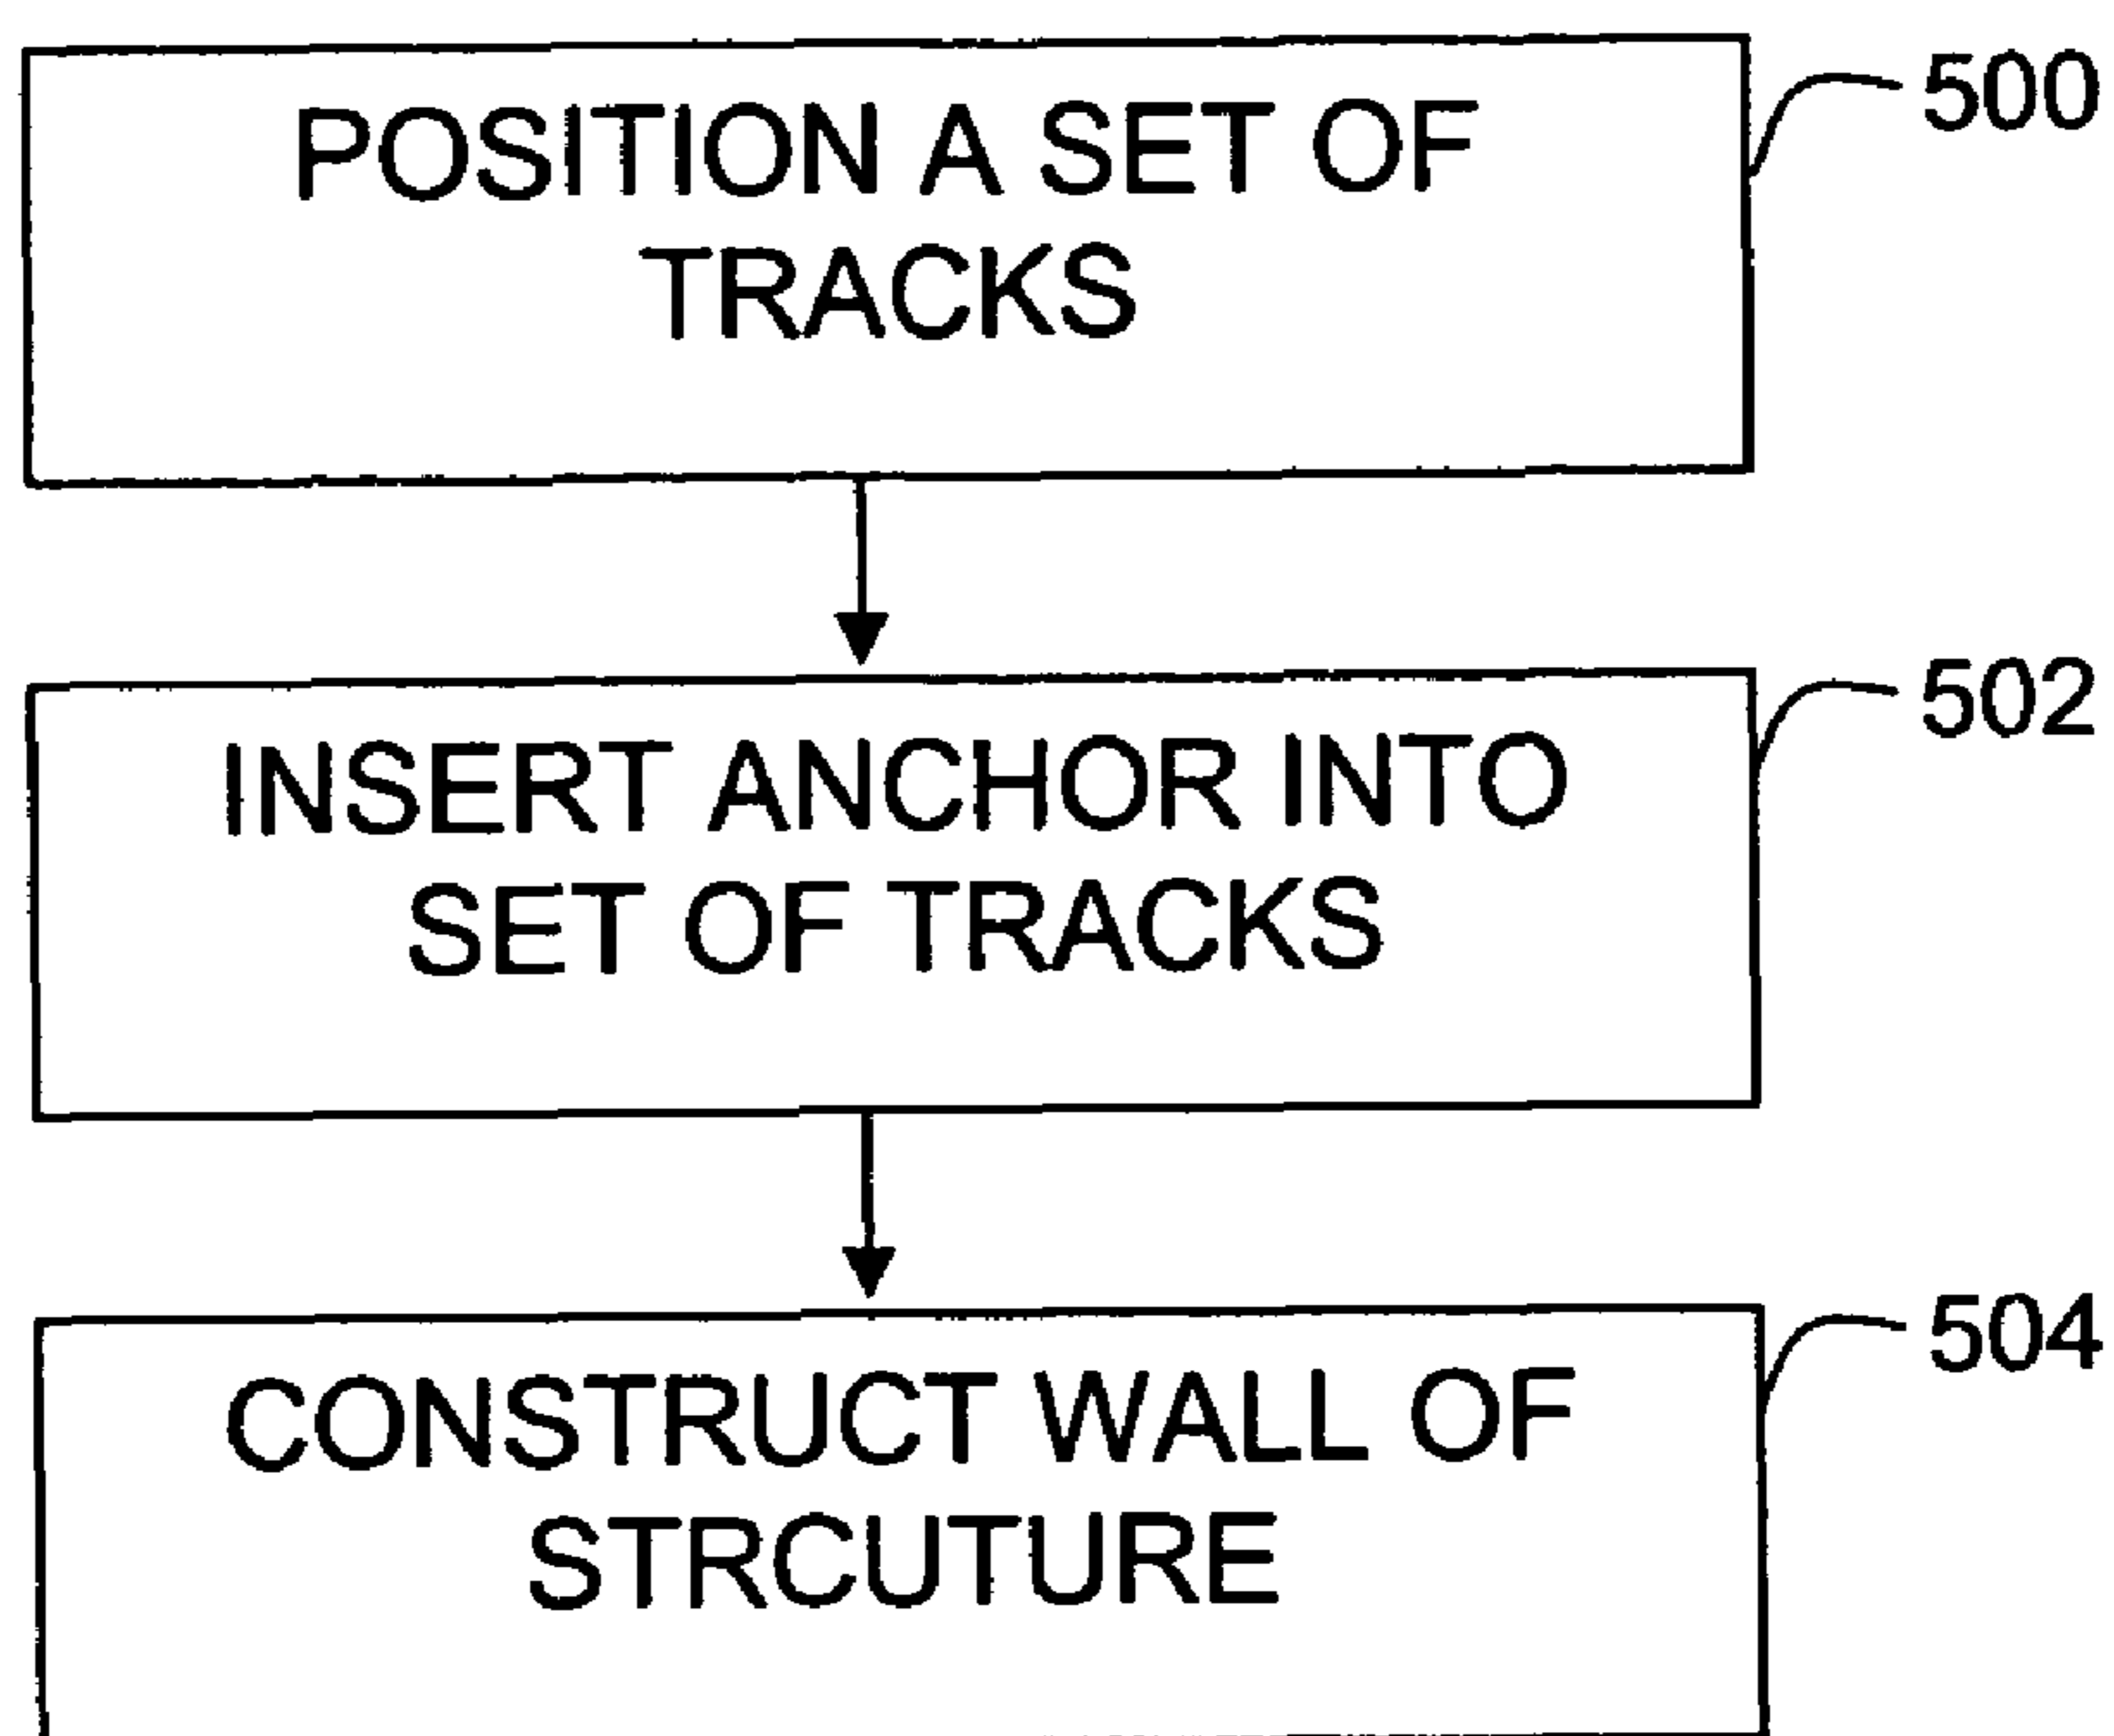 POSITION A SET OF
TRACKS
500
INSERT ANCHOR INTO
SET OF TRACKS
502
CONSTRUCT WALL OF
STRCUTURE
504